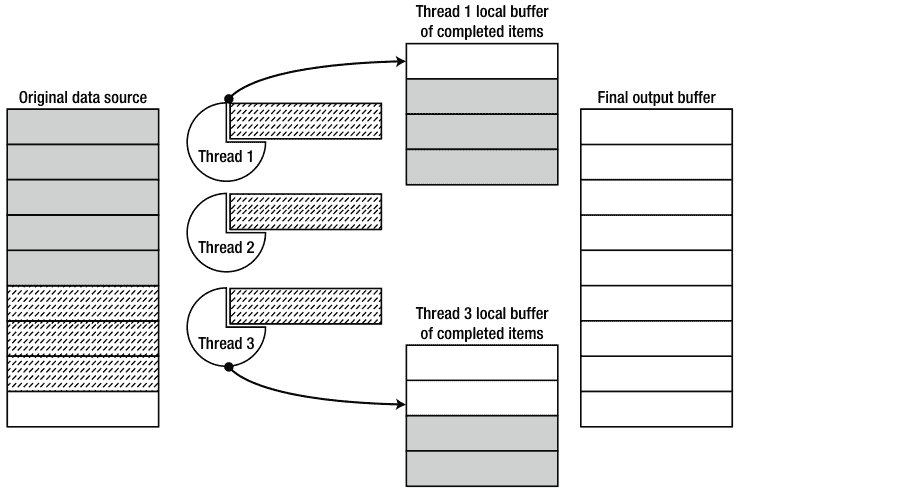 Thread 1 local buffer
of completed items
Original data source
Final output buffer
Thread 1
Thread 2
Thread 3 local buffer
of completed items
Thread 3